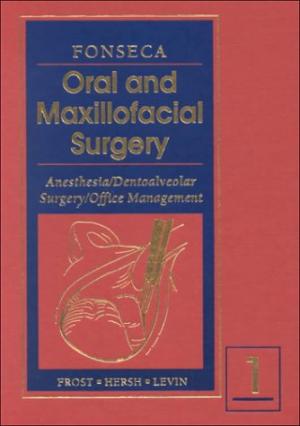 FONSECA
Oral and
Maxillofacial
Surgery
Anesthesia/Dentoalveolar
Surgery/Office Management
FROST ▪ HERSH ▪ LEVIN
1